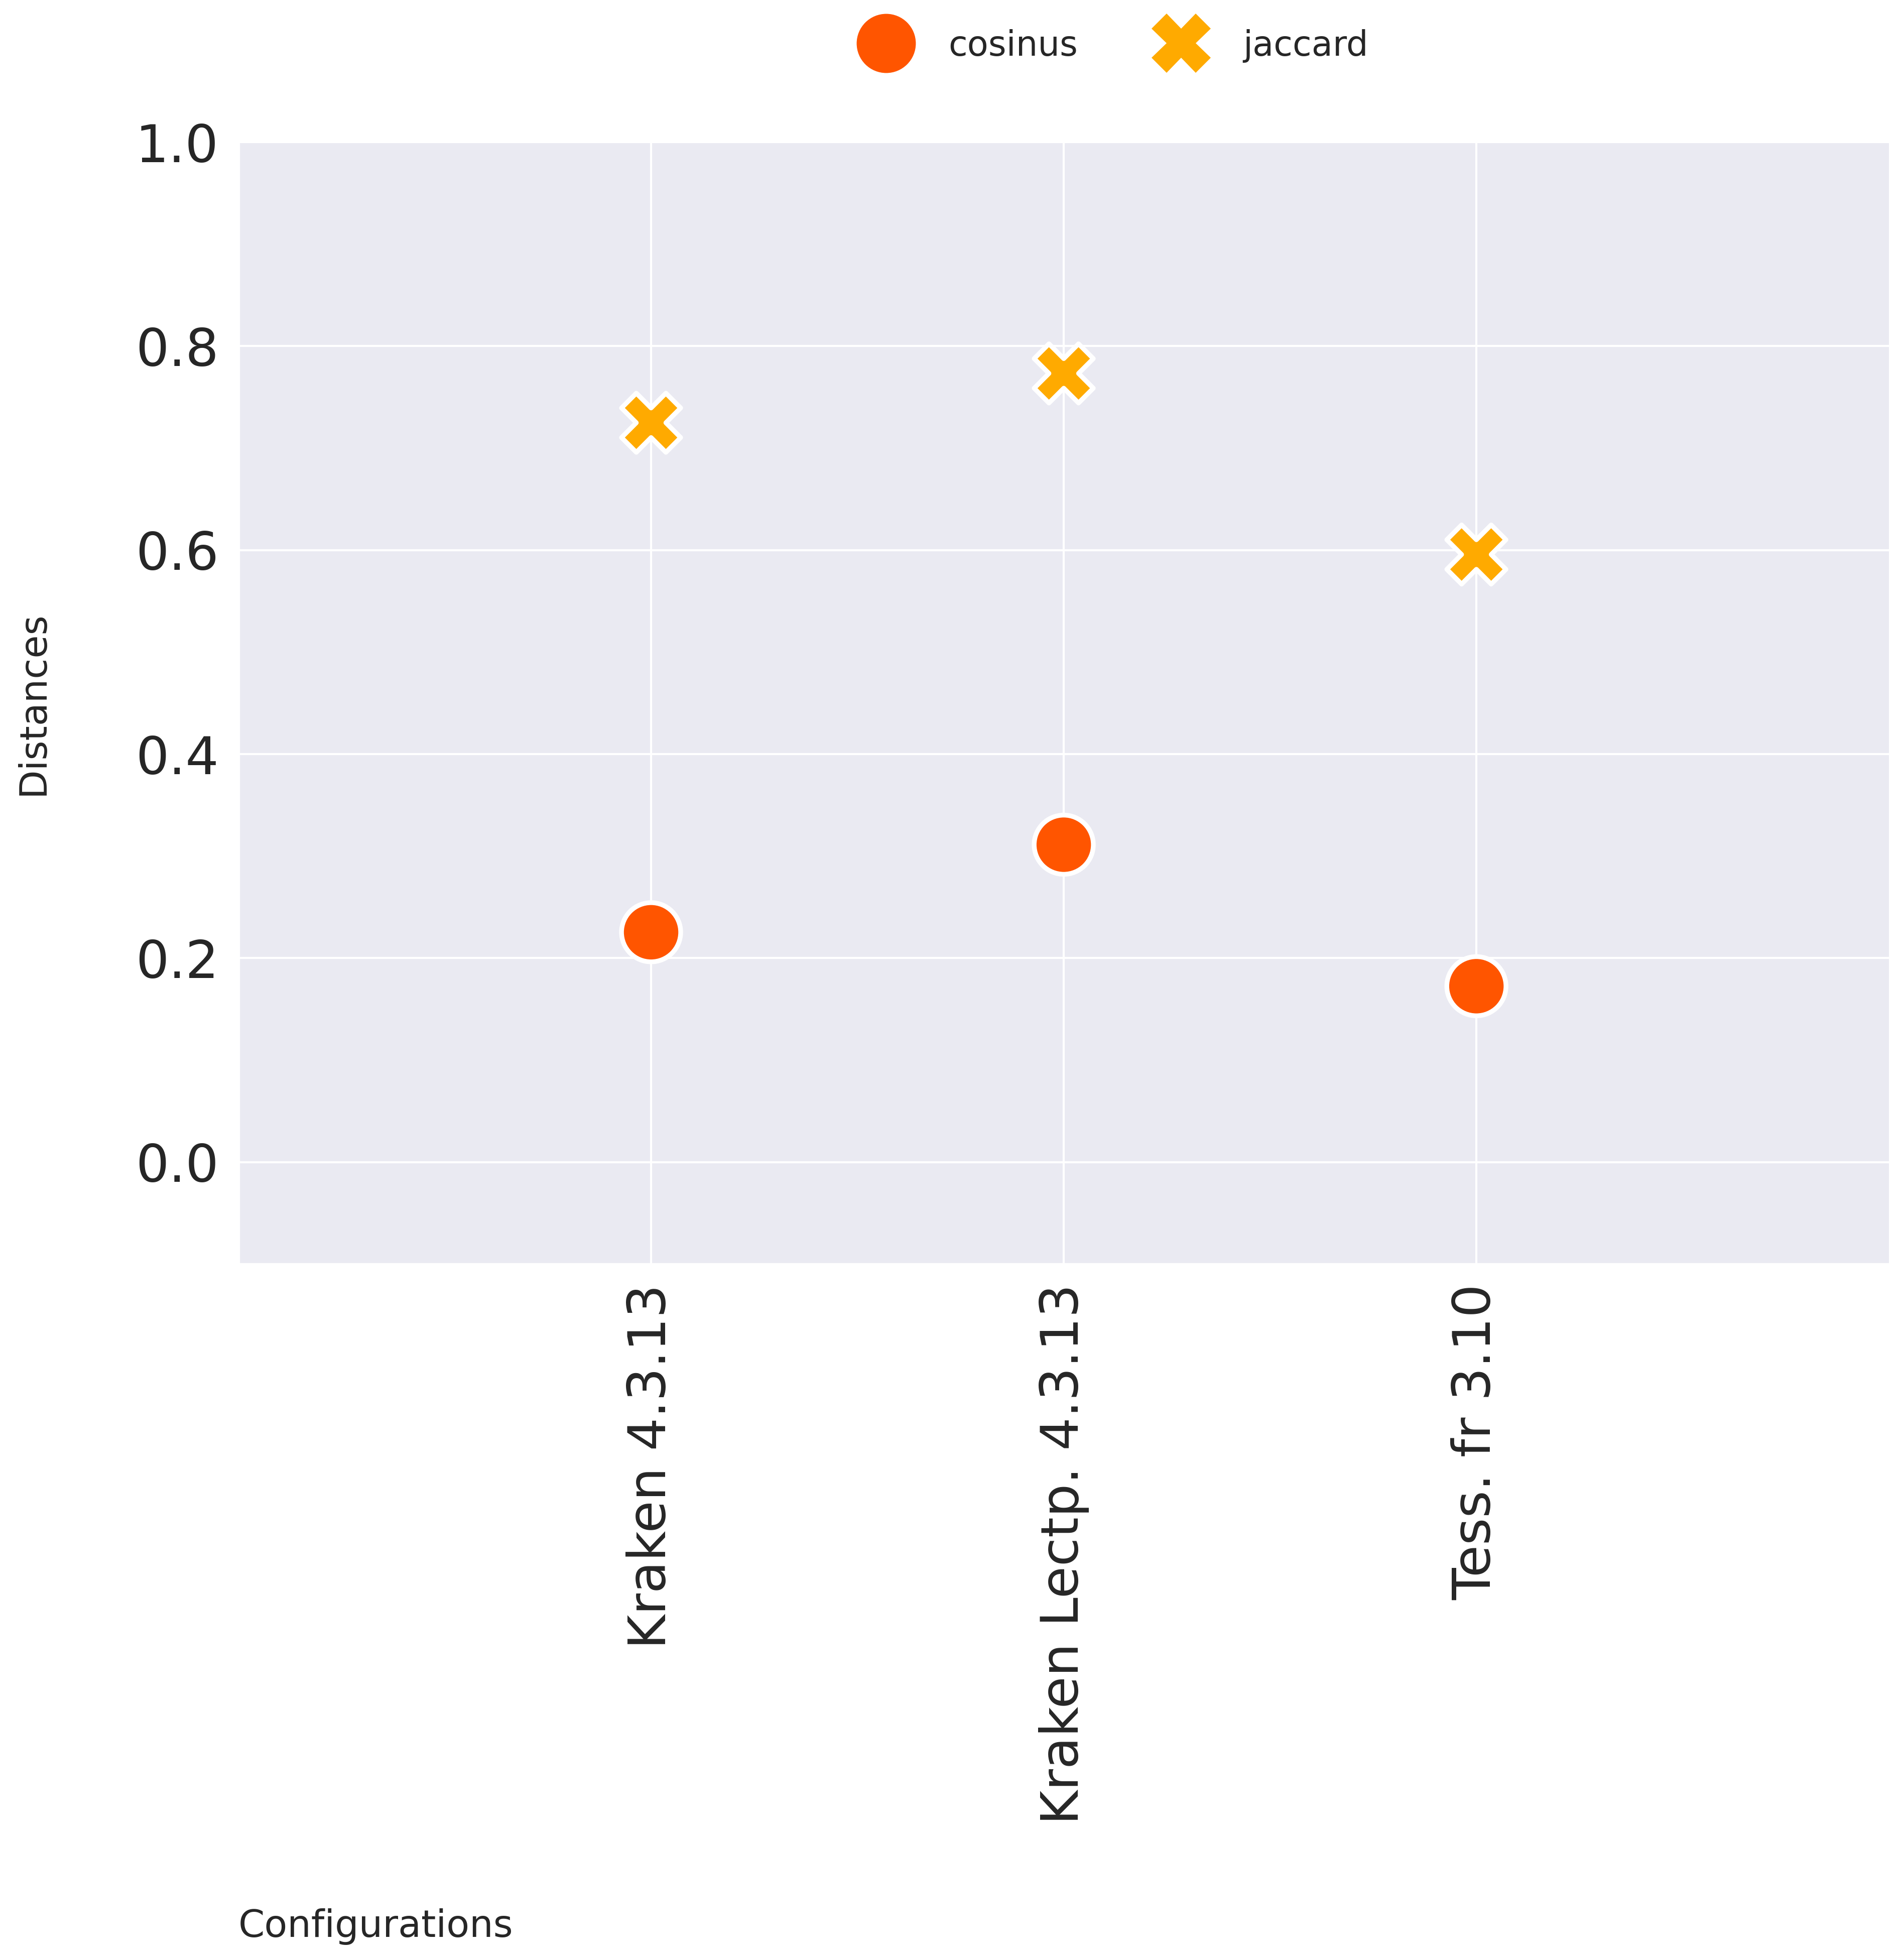 cosinus
jaccard
1.0
0.8
0.6
0.4
0.2
0.0
Distances
Kraken 4.3.13
Kraken Lectp. 4.3.13
Tess. fr 3.10
Configurations